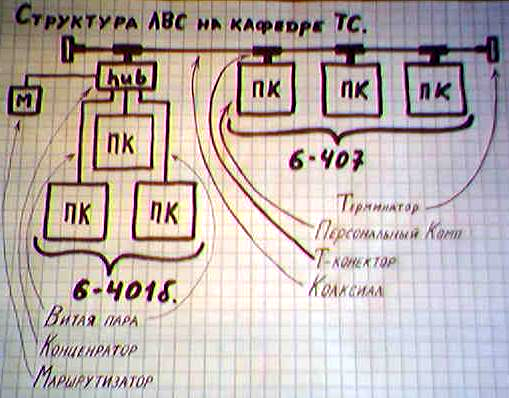 Структура ЛВС на кафедре ТС.
hub
М
ПК
ПК
ПК
ПК
ПК
ПК
6-407
6-401б.
Терминатор
Персональный Комп
Т-конектор
Коаксиал
Витая пара
Конценратор
Маршрутизатор